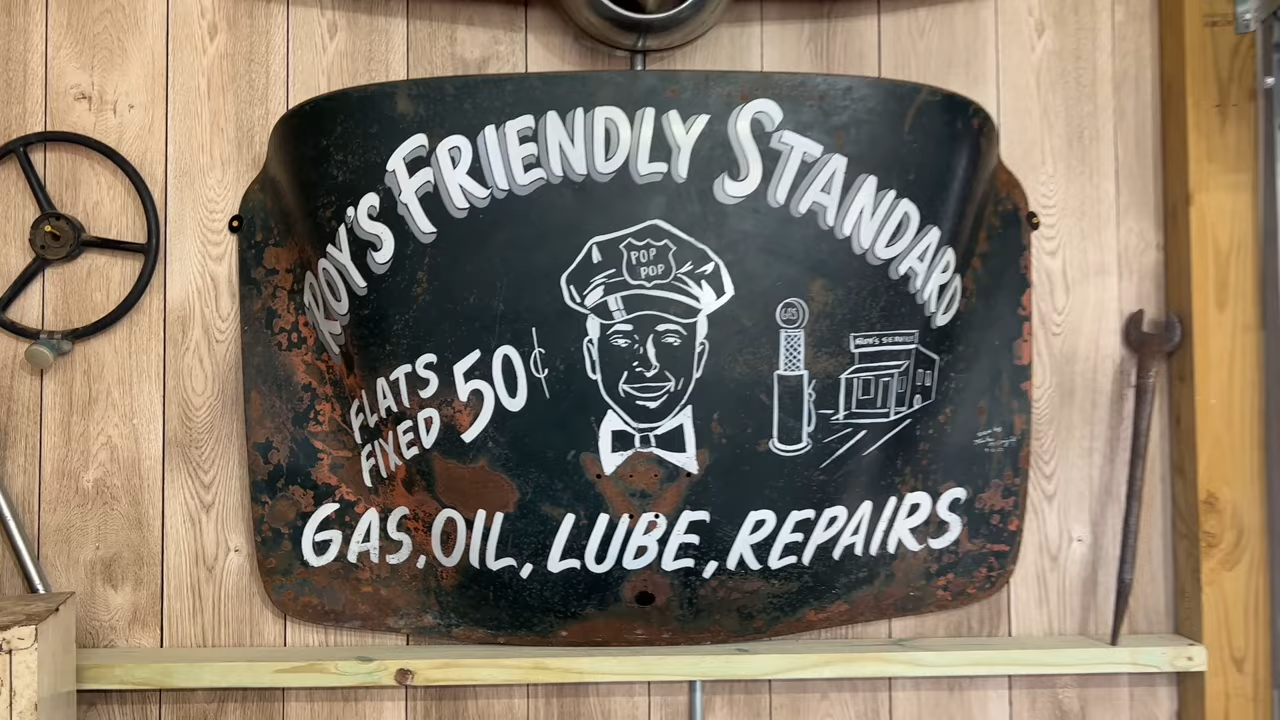 ROY'S FRIENDLY STANDARD
POP
POP
GAS
ROY'S SERVICE
FLATS
FIXED 50¢
GAS, OIL, LUBE, REPAIRS